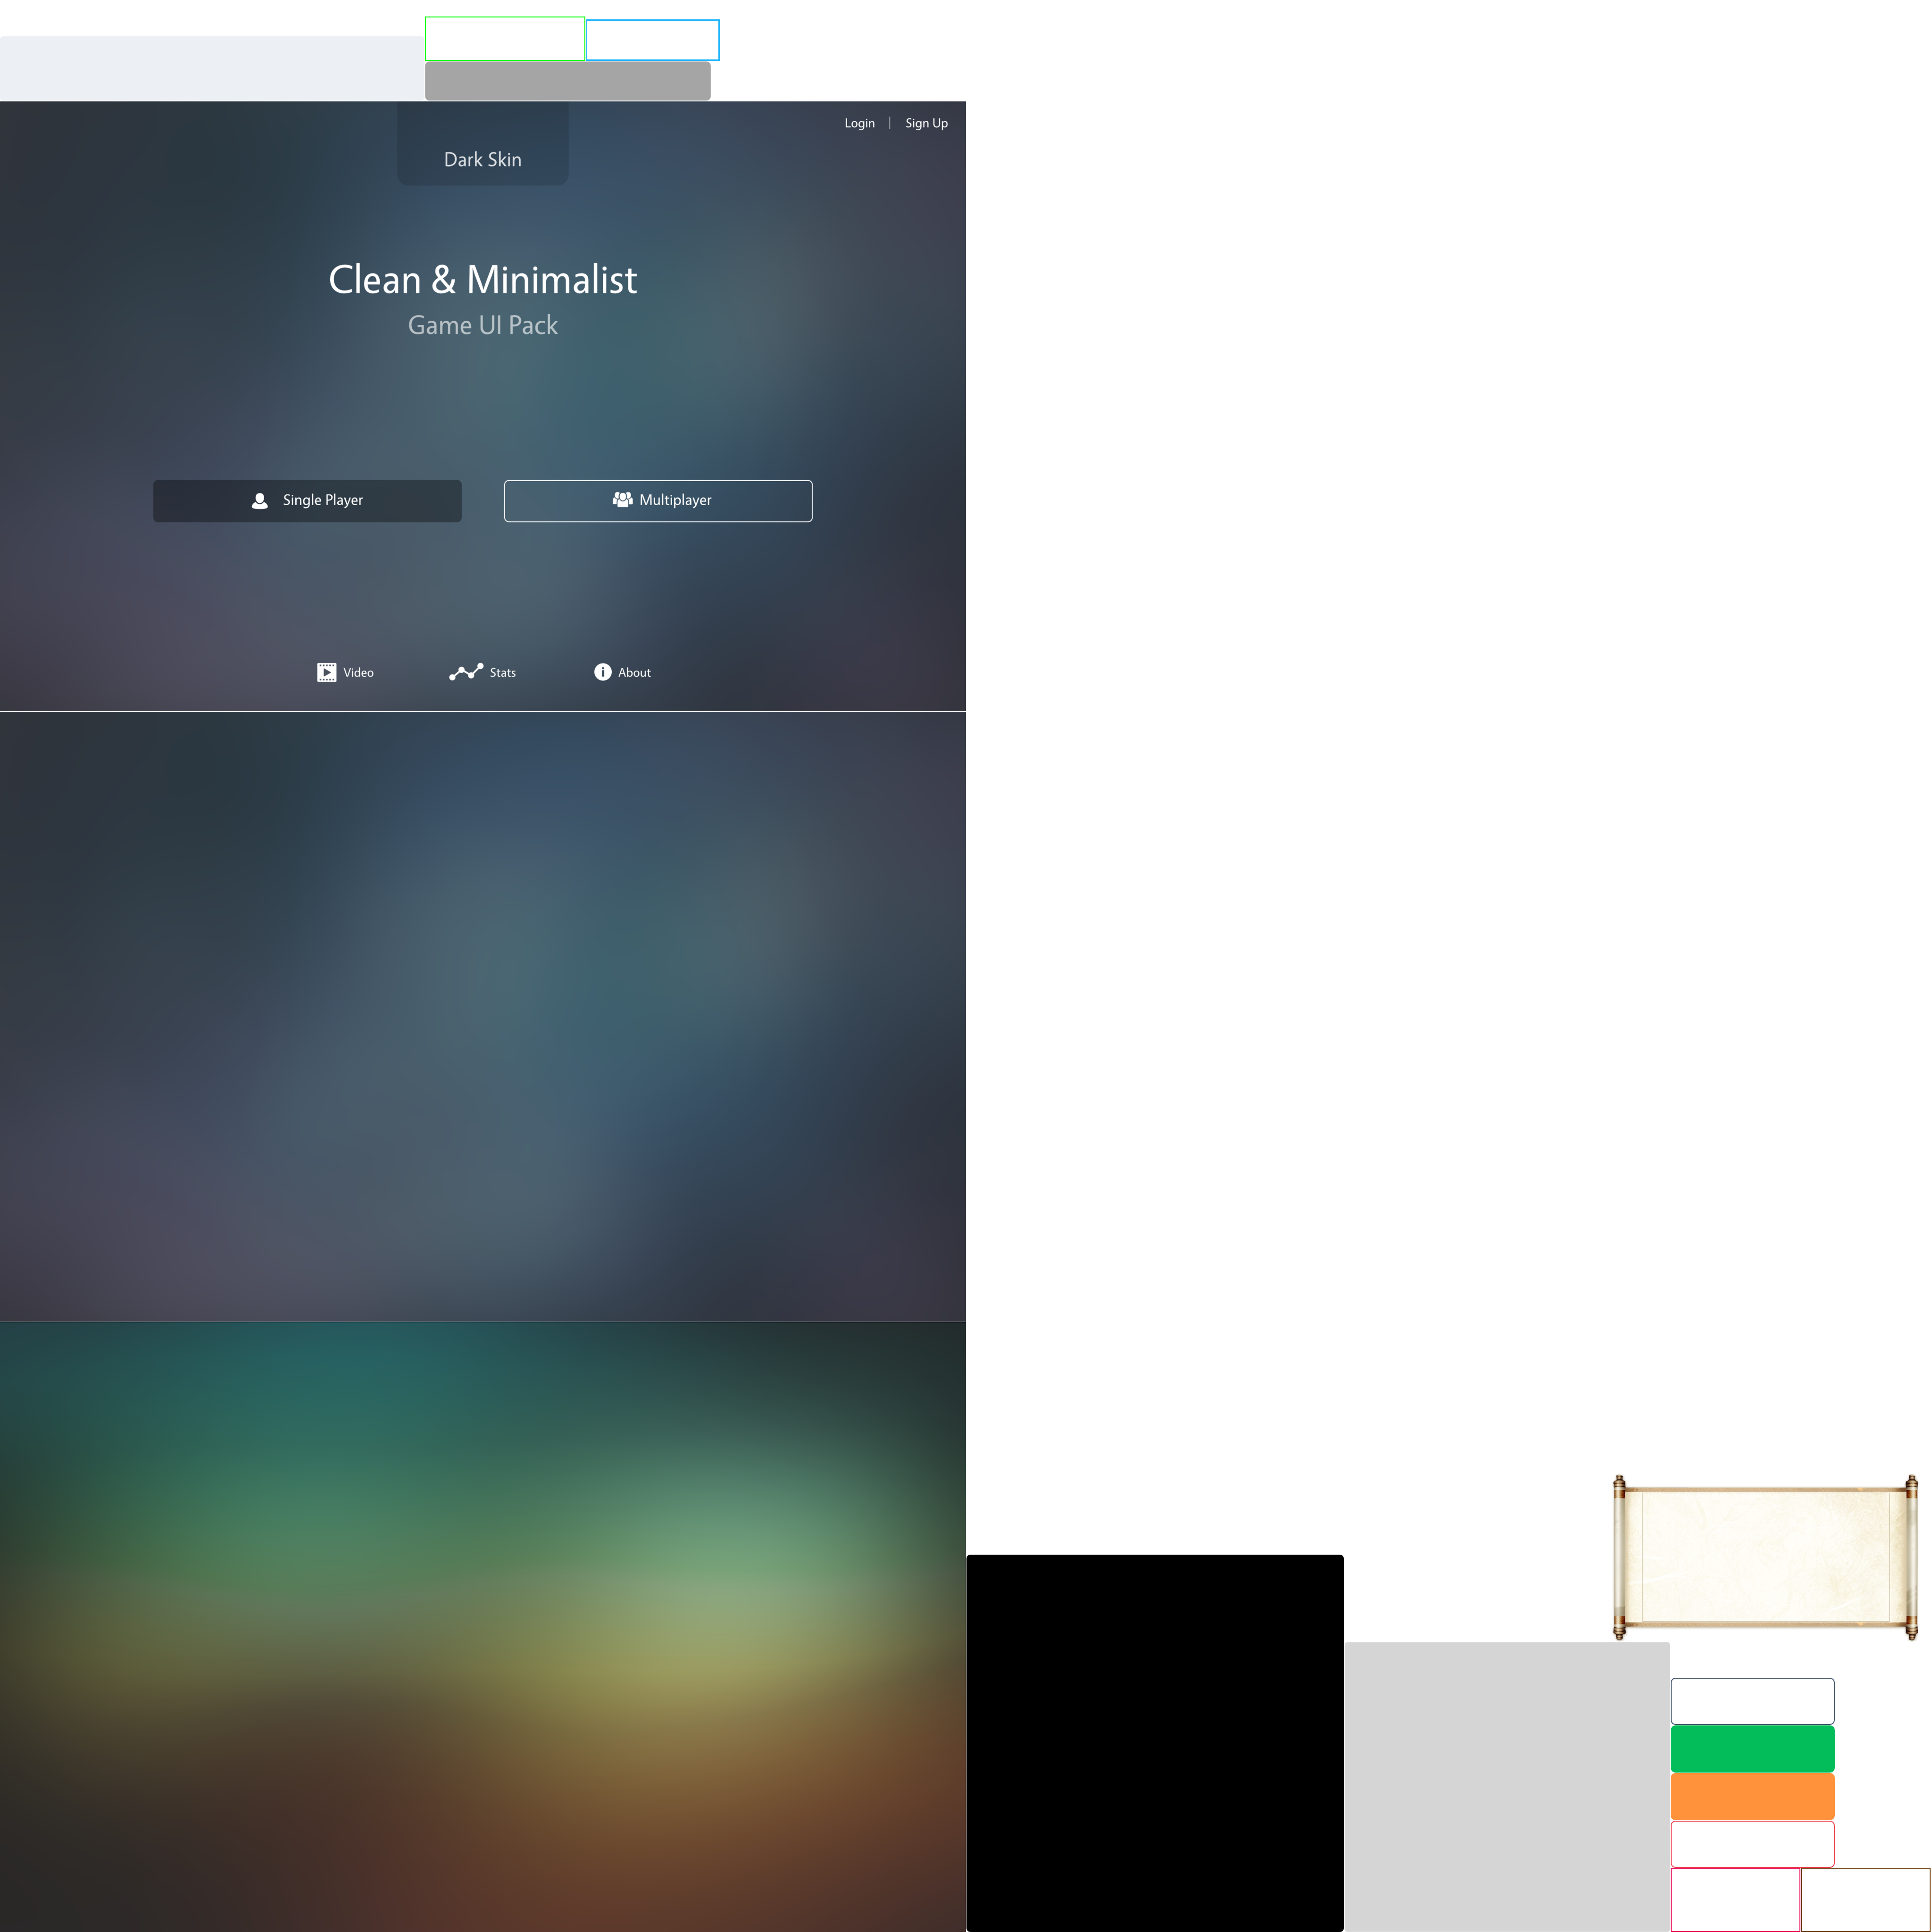 Login | Sign Up
Dark Skin
Clean & Minimalist
Game UI Pack
Single Player
Multiplayer
Video
Stats
About